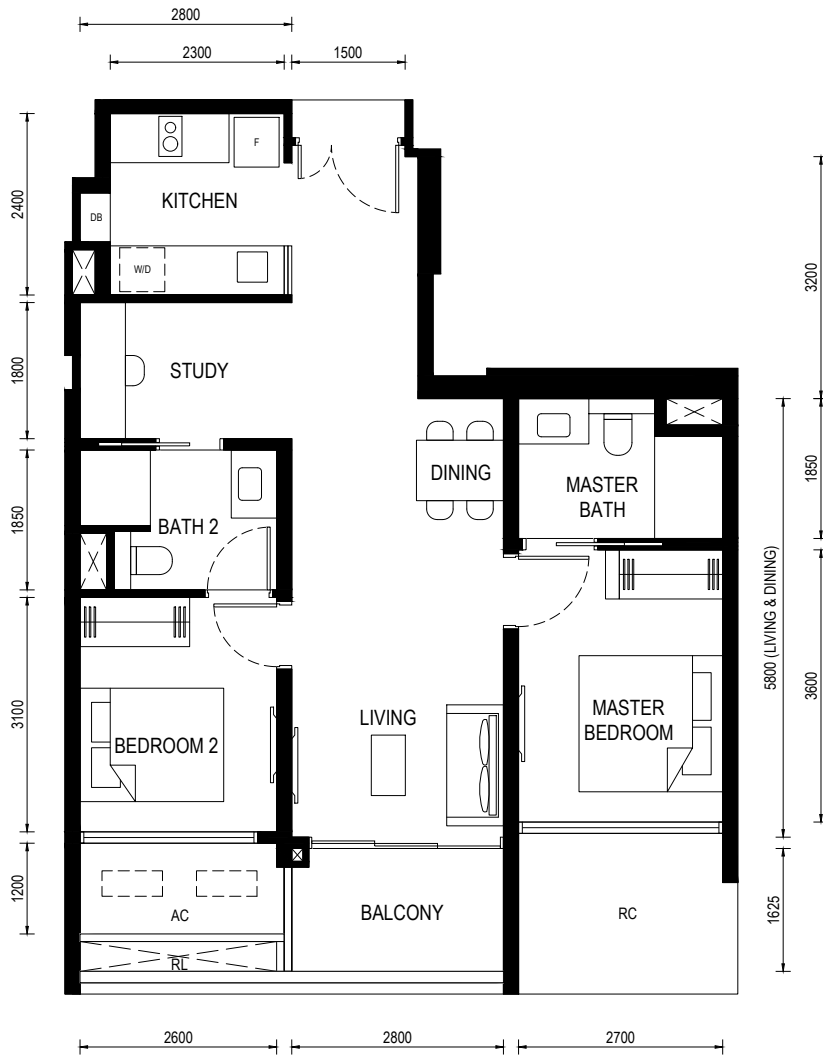 2800
2300
1500
F
KITCHEN
2400
DB
W/D
3200
STUDY
1800
DINING
MASTER
BATH
1850
BATH 2
1850
5800 (LIVING & DINING)
3600
3100
LIVING
MASTER
BEDROOM
BEDROOM 2
1200
AC
BALCONY
RC
1625
RL
2600
2800
2700